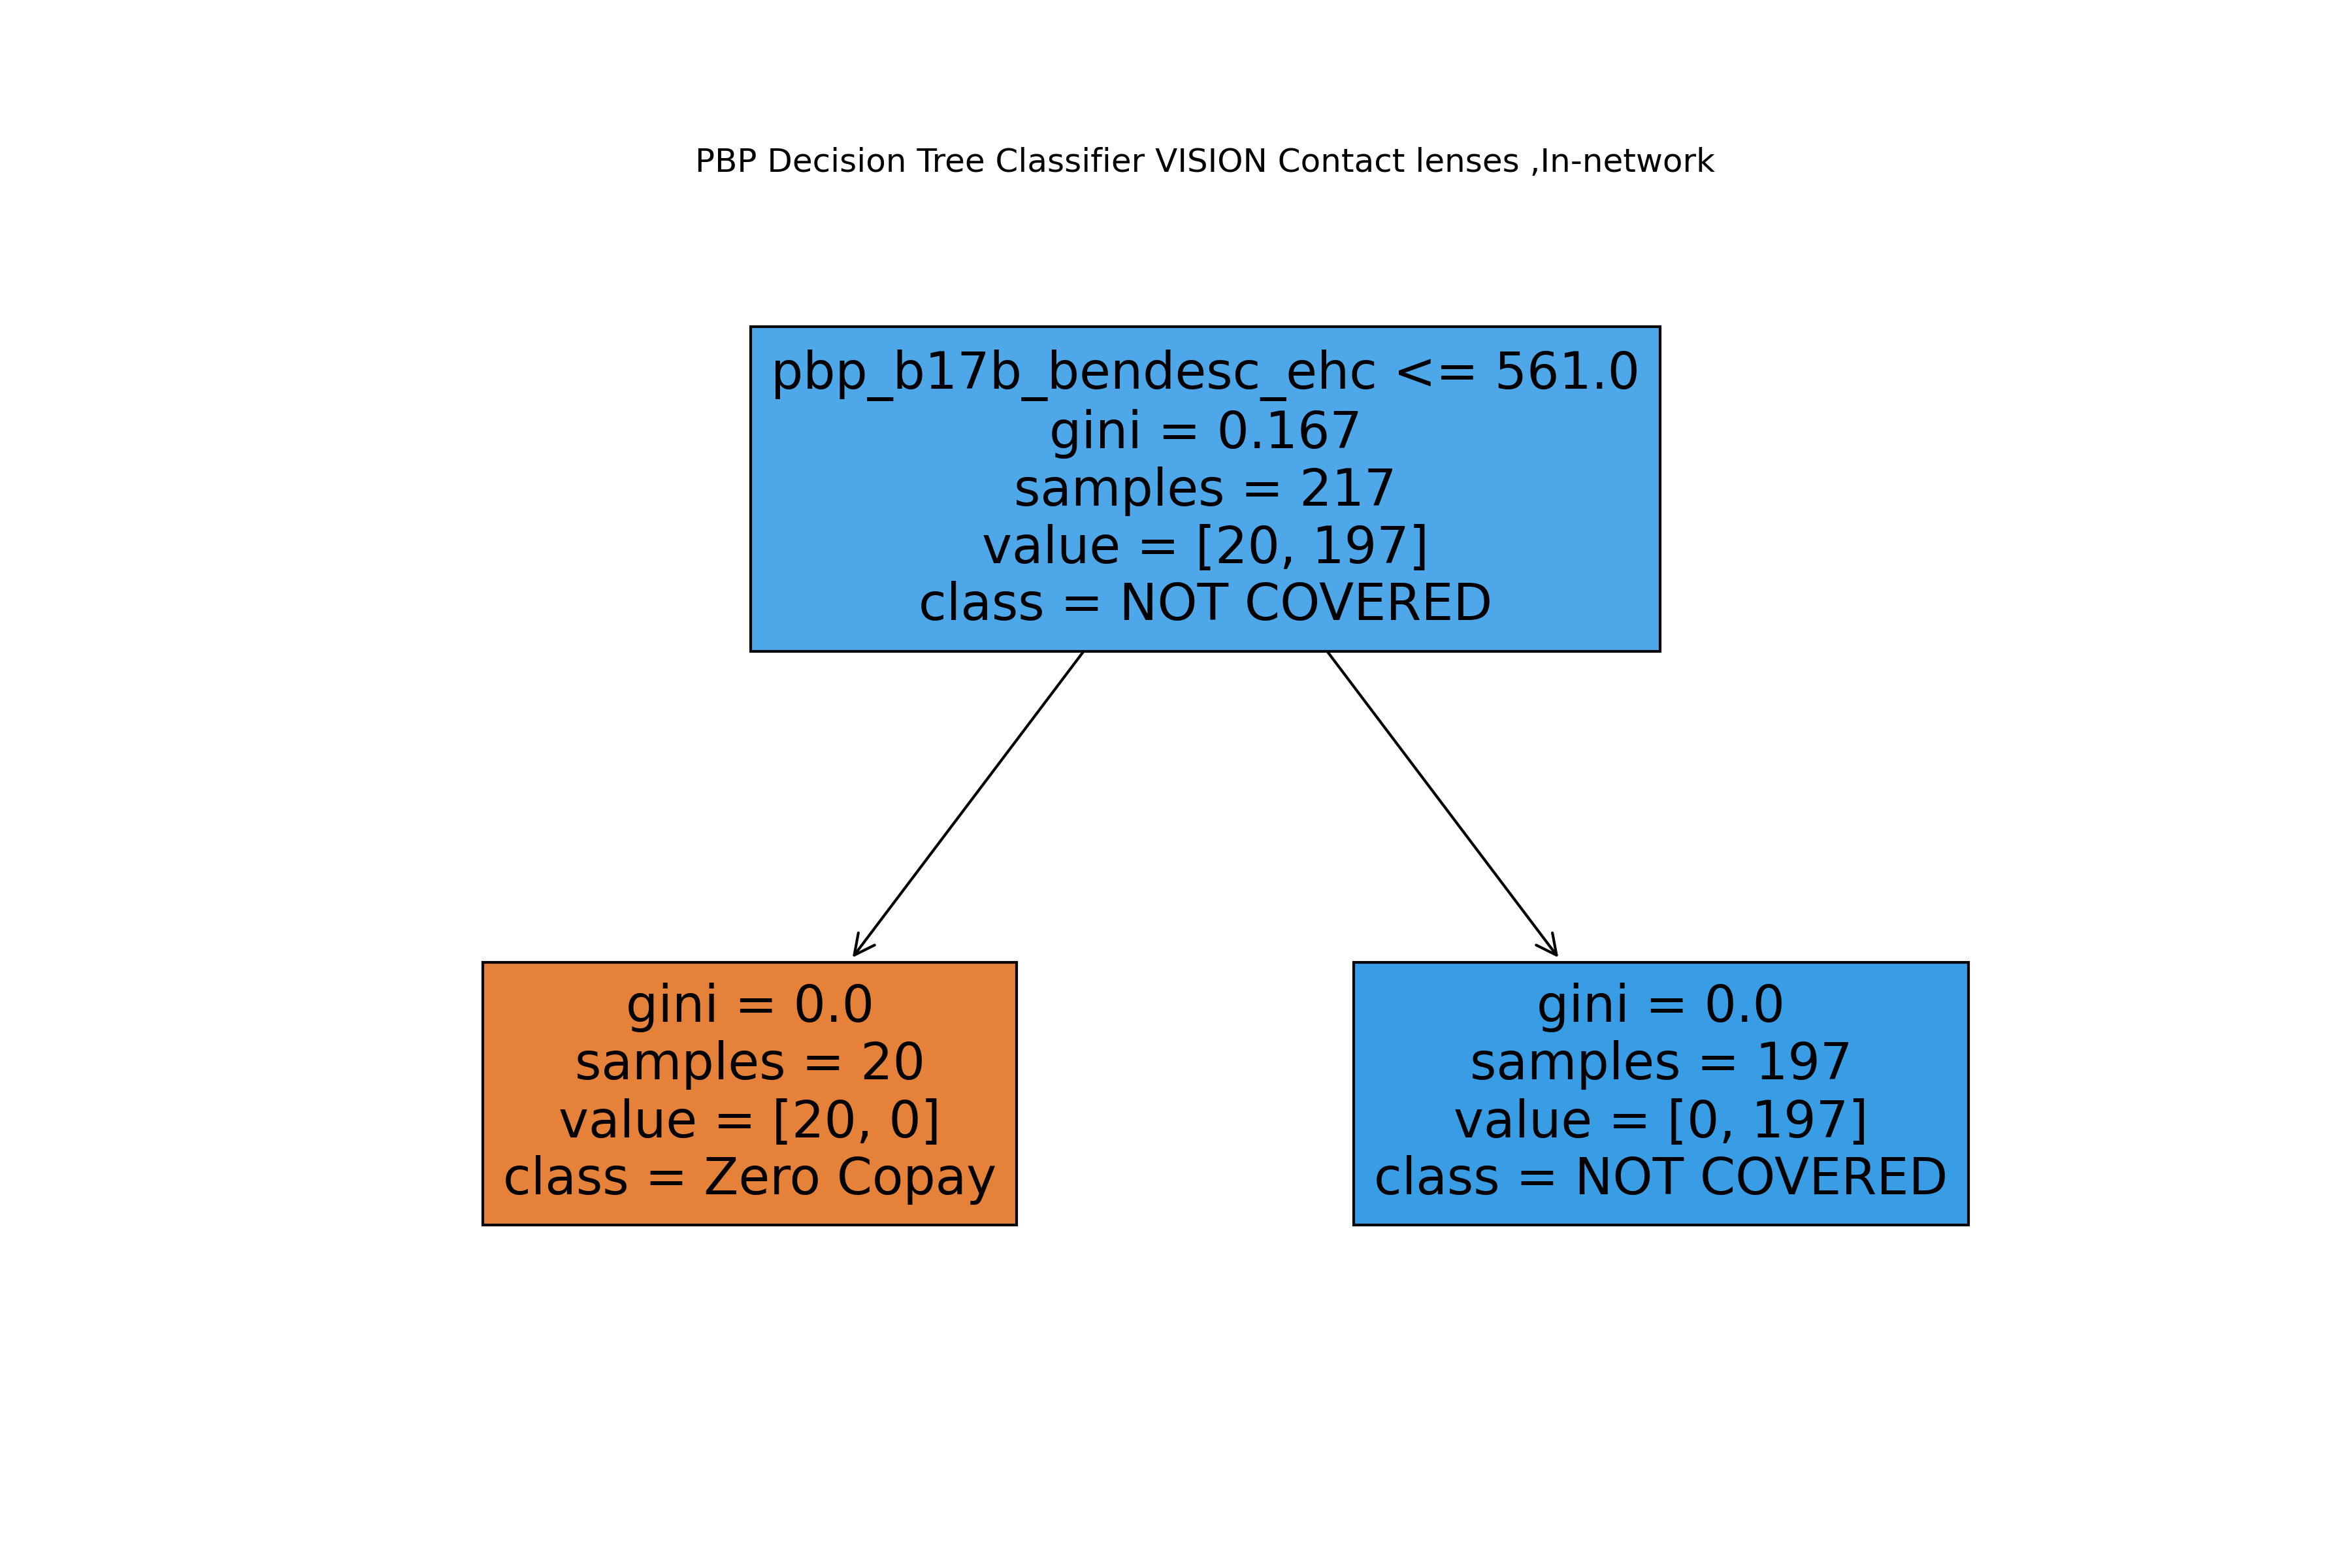 PBP Decision Tree Classifier VISION Contact lenses ,In-network
pbp_b17b_bendesc_ehc <= 561.0
gini = 0.167
samples = 217
value = [20, 197]
class = NOT COVERED
gini = 0.0
samples = 20
value = [20, 0]
class = Zero Copay
gini = 0.0
samples = 197
value = [0, 197]
class = NOT COVERED